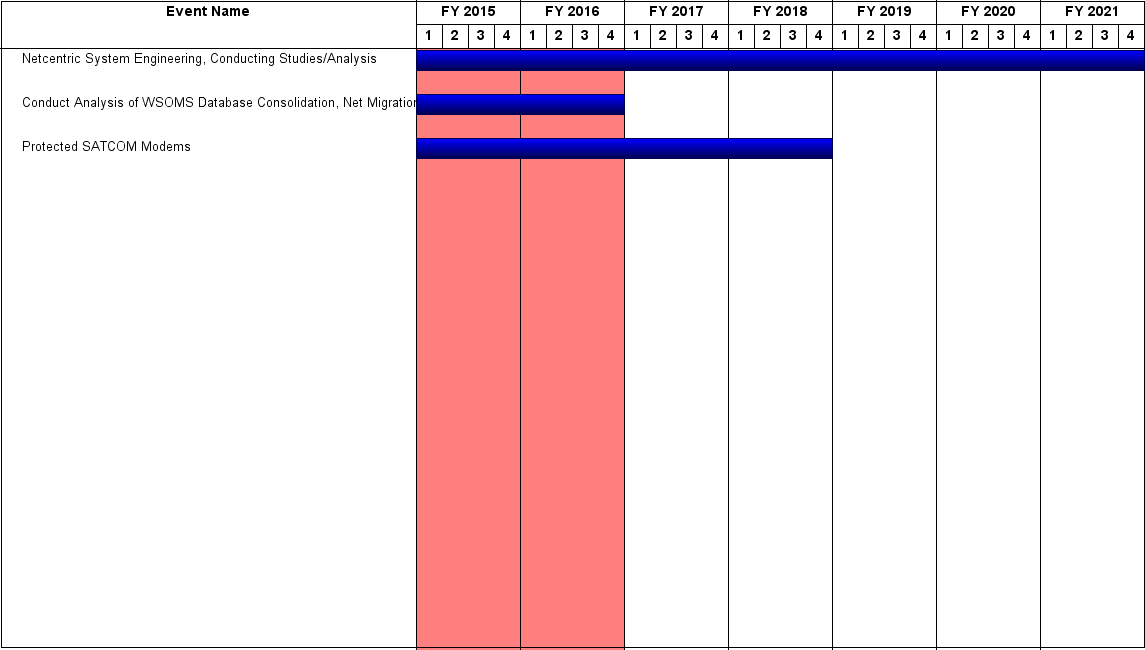 Event Name FY 2015 FY 2016 FY 2017 FY 2018 FY 2019 FY 2020 FY 2021
1 2 3 4 1 2 3 4 1 2 3 4 1 2 3 4 1 2 3 4 1 2 3 4 1 2 3 4
Netcentric System Engineering, Conducting Studies/Analysis
Conduct Analysis of WSOMS Database Consolidation, Net Migration
Protected SATCOM Modems